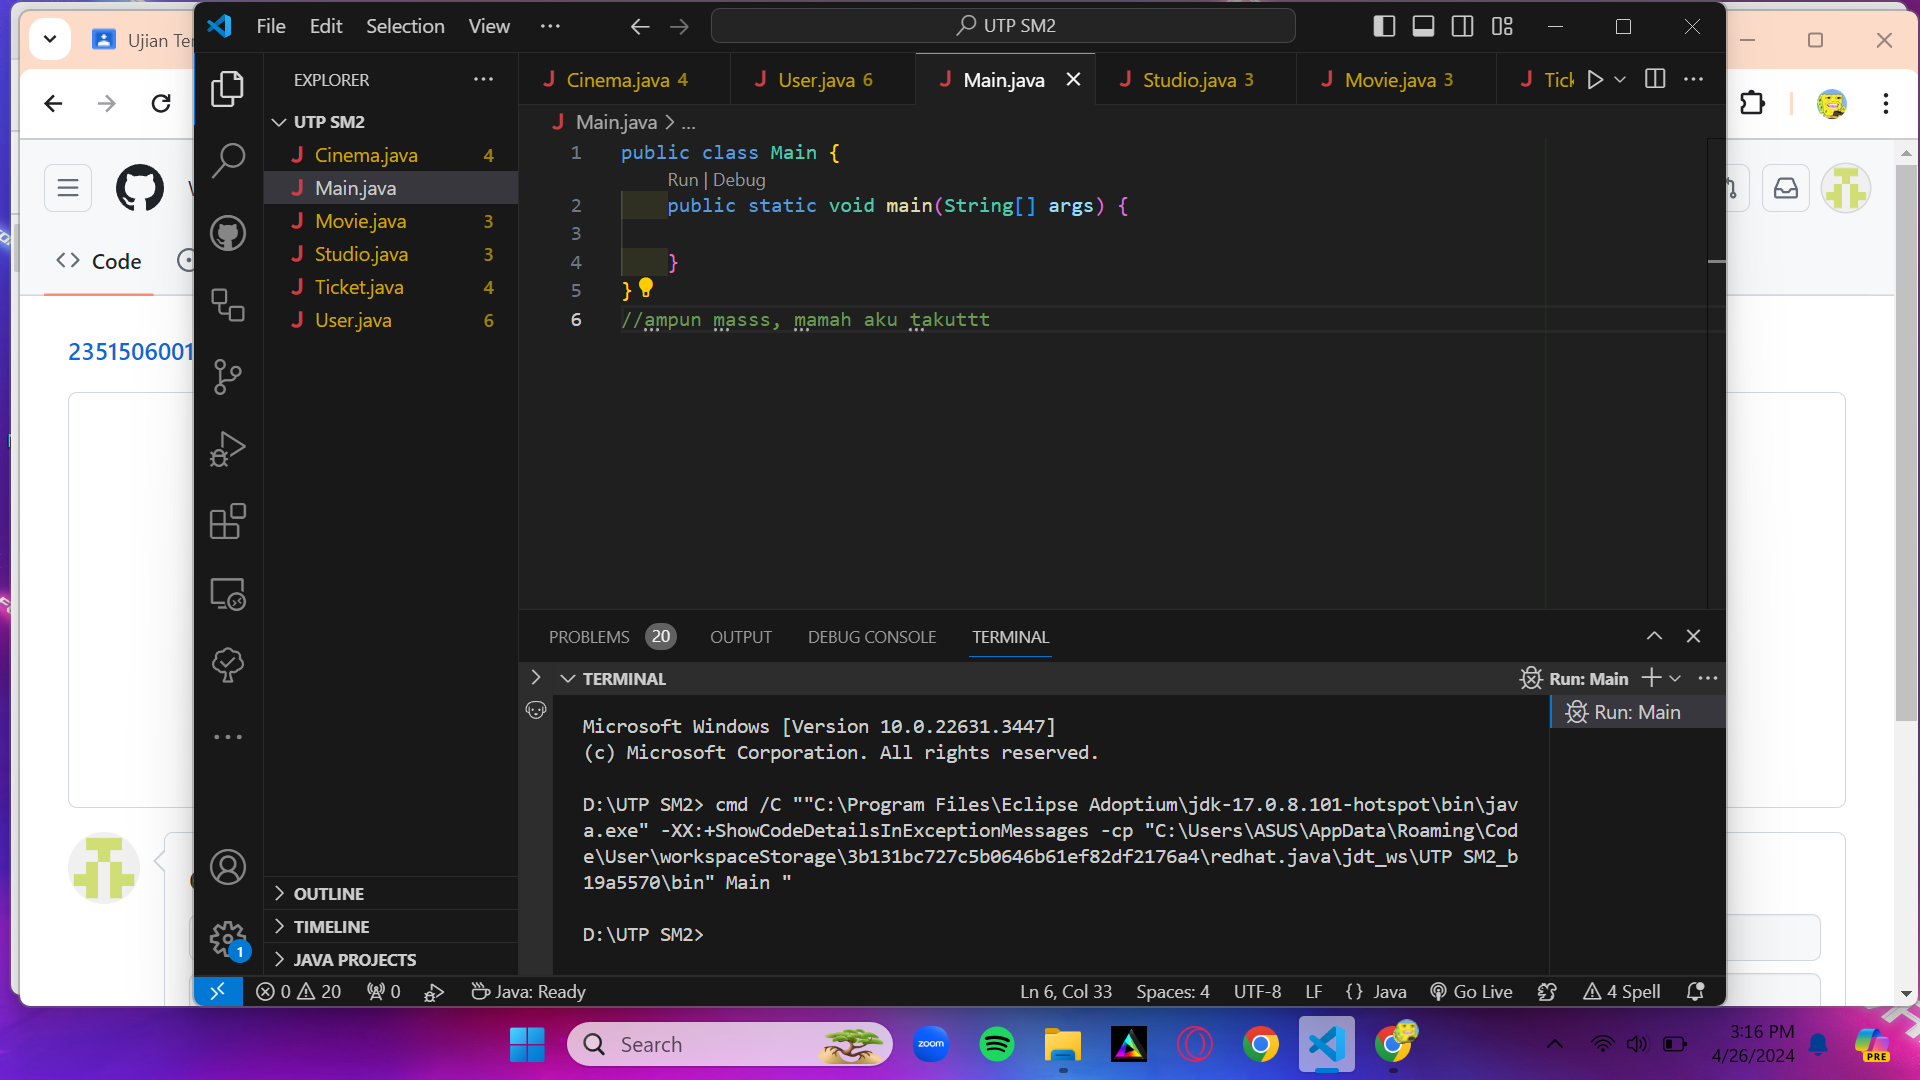 Ujian Te
File Edit Selection View
UTP SM2
EXPLORER
UTP SM2
Cinema.java 4
Main.java
Movie.java 3
Studio.java 3
Ticket.java 4
User.java 6
OUTLINE
TIMELINE
JAVA PROJECTS
Cinema.java 4
User.java 6
Main.java
Studio.java 3
Movie.java 3
Tick
Main.java > ...
1 public class Main {
Run | Debug
2 public static void main(String[] args) {
3
4 }
5 }
6 //ampun masss, mamah aku takuttt
Code
2351506001
PROBLEMS 20 OUTPUT DEBUG CONSOLE TERMINAL
TERMINAL
Run: Main
Run: Main
Microsoft Windows [Version 10.0.22631.3447]
(c) Microsoft Corporation. All rights reserved.
D:\UTP SM2> cmd /C ""C:\Program Files\Eclipse Adoptium\jdk-17.0.8.101-hotspot\bin\jav
a.exe" -XX:+ShowCodeDetailsInExceptionMessages -cp "C:\Users\ASUS\AppData\Roaming\Cod
e\User\workspaceStorage\3b131bc727c5b0646b61ef82df2176a4\redhat.java\jdt_ws\UTP SM2_b
19a5570\bin" Main "
D:\UTP SM2>
1
0 20 0 Java: Ready
Ln 6, Col 33 Spaces: 4 UTF-8 LF {} Java Go Live 4 Spell
Search
zoom
PRE
3:16 PM
4/26/2024